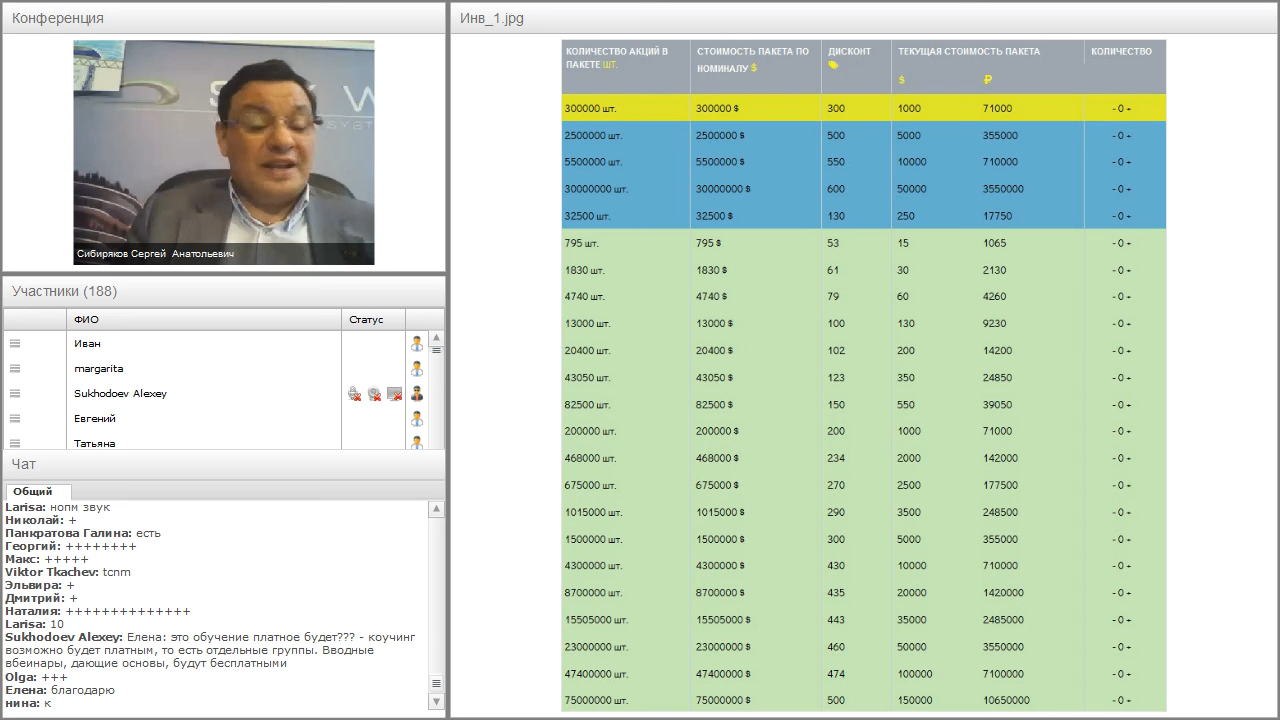 Конференция
S K Y W
SYSTE
Сибиряков Сергей Анатольевич
Участники (188)
ФИО Статус
Иван
margarita
Sukhodoev Alexey
Евгений
Татьяна
Чат
Общий
Larisa: нопм звук
Николай: +
Панкратова Галина: есть
Георгий: ++++++++
Макс: +++++
Viktor Tkachev: tcnm
Эльвира: +
Дмитрий: +
Наталия: ++++++++++++++
Larisa: 10
Sukhodoev Alexey: Елена: это обучение платное будет??? - коучинг
возможно будет платным, то есть отдельные группы. Вводные
вбеинары, дающие основы, будут бесплатными
Olga: +++
Елена: благодарю
нина: к
Инв_1.jpg
КОЛИЧЕСТВО АКЦИЙ В СТОИМОСТЬ ПАКЕТА ПО ДИСКОНТ ТЕКУЩАЯ СТОИМОСТЬ ПАКЕТА КОЛИЧЕСТВО
ПАКЕТЕ ШТ. НОМИНАЛУ $
$ ₽
300000 шт. 300000 $ 300 1000 71000 - 0 +
2500000 шт. 2500000 $ 500 5000 355000 - 0 +
5500000 шт. 5500000 $ 550 10000 710000 - 0 +
30000000 шт. 30000000 $ 600 50000 3550000 - 0 +
32500 шт. 32500 $ 130 250 17750 - 0 +
795 шт. 795 $ 53 15 1065 - 0 +
1830 шт. 1830 $ 61 30 2130 - 0 +
4740 шт. 4740 $ 79 60 4260 - 0 +
13000 шт. 13000 $ 100 130 9230 - 0 +
20400 шт. 20400 $ 102 200 14200 - 0 +
43050 шт. 43050 $ 123 350 24850 - 0 +
82500 шт. 82500 $ 150 550 39050 - 0 +
200000 шт. 200000 $ 200 1000 71000 - 0 +
468000 шт. 468000 $ 234 2000 142000 - 0 +
675000 шт. 675000 $ 270 2500 177500 - 0 +
1015000 шт. 1015000 $ 290 3500 248500 - 0 +
1500000 шт. 1500000 $ 300 5000 355000 - 0 +
4300000 шт. 4300000 $ 430 10000 710000 - 0 +
8700000 шт. 8700000 $ 435 20000 1420000 - 0 +
15505000 шт. 15505000 $ 443 35000 2485000 - 0 +
23000000 шт. 23000000 $ 460 50000 3550000 - 0 +
47400000 шт. 47400000 $ 474 100000 7100000 - 0 +
75000000 шт. 75000000 $ 500 150000 10650000 - 0 +